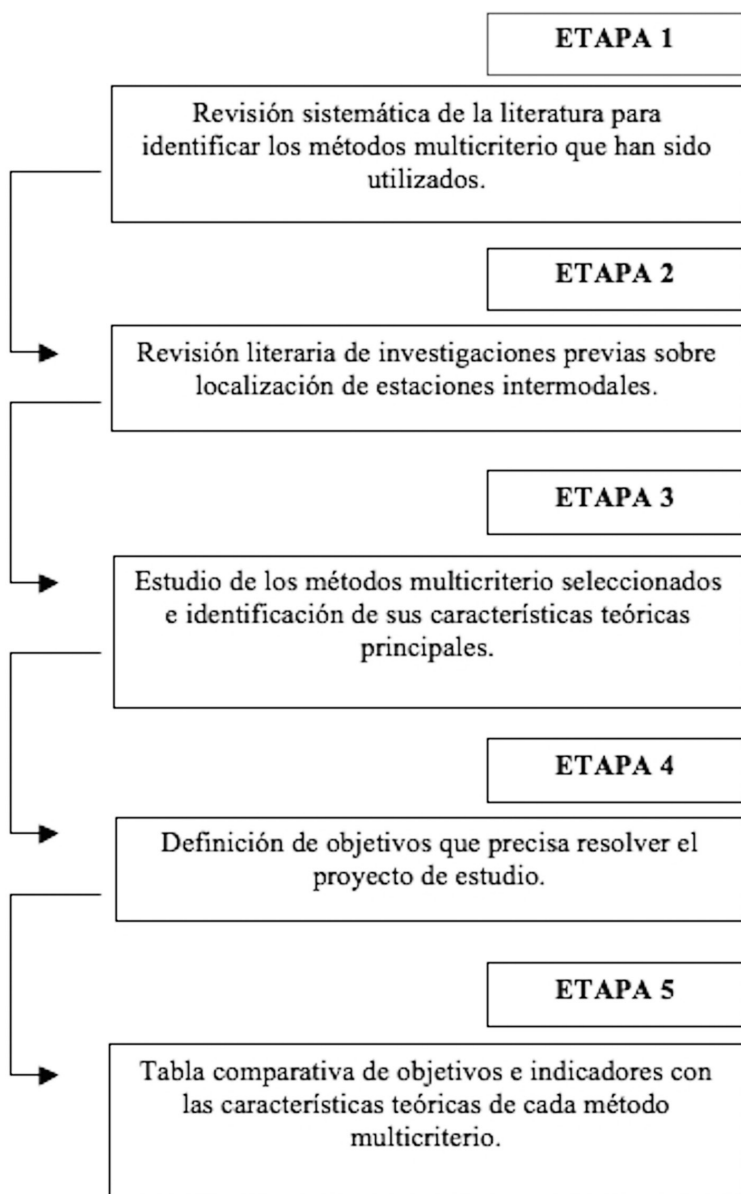 ETAPA 1
Revisión sistemática de la literatura para
identificar los métodos multicriterio que han sido
utilizados.
ETAPA 2
Revisión literaria de investigaciones previas sobre
localización de estaciones intermodales.
ETAPA 3
Estudio de los métodos multicriterio seleccionados
e identificación de sus características teóricas
principales.
ETAPA 4
Definición de objetivos que precisa resolver el
proyecto de estudio.
ETAPA 5
Tabla comparativa de objetivos e indicadores con
las características teóricas de cada método
multicriterio.